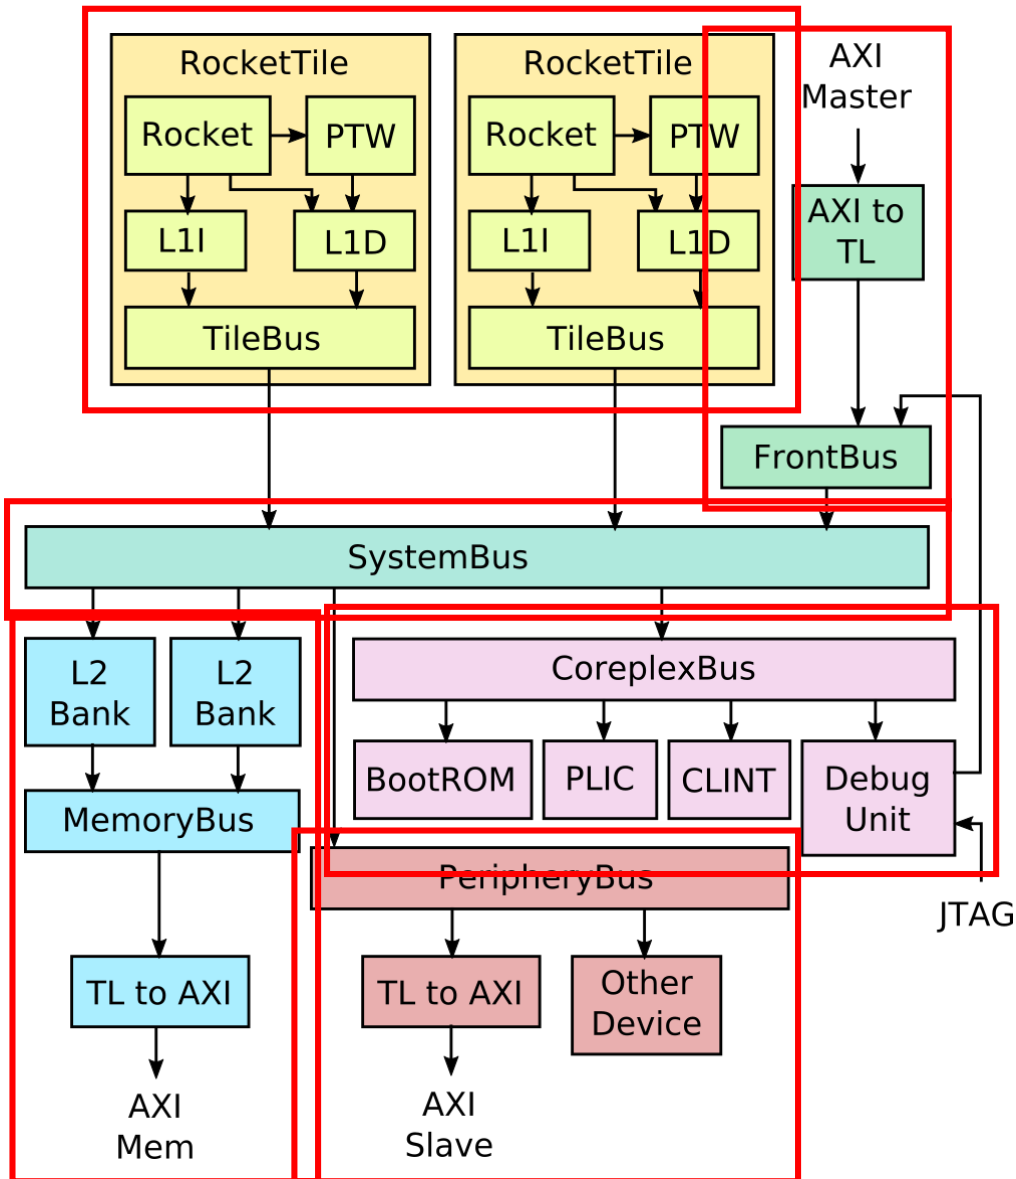 RocketTile
Rocket
PTW
L1I
L1D
TileBus
RocketTile
Rocket
PTW
L1I
L1D
TileBus
AXI
Master
AXI to
TL
FrontBus
SystemBus
L2
Bank
L2
Bank
MemoryBus
TL to AXI
AXI
Mem
CoreplexBus
BootROM
PLIC
CLINT
Debug
Unit
JTAG
PeripheryBus
TL to AXI
Other
Device
AXI
Slave